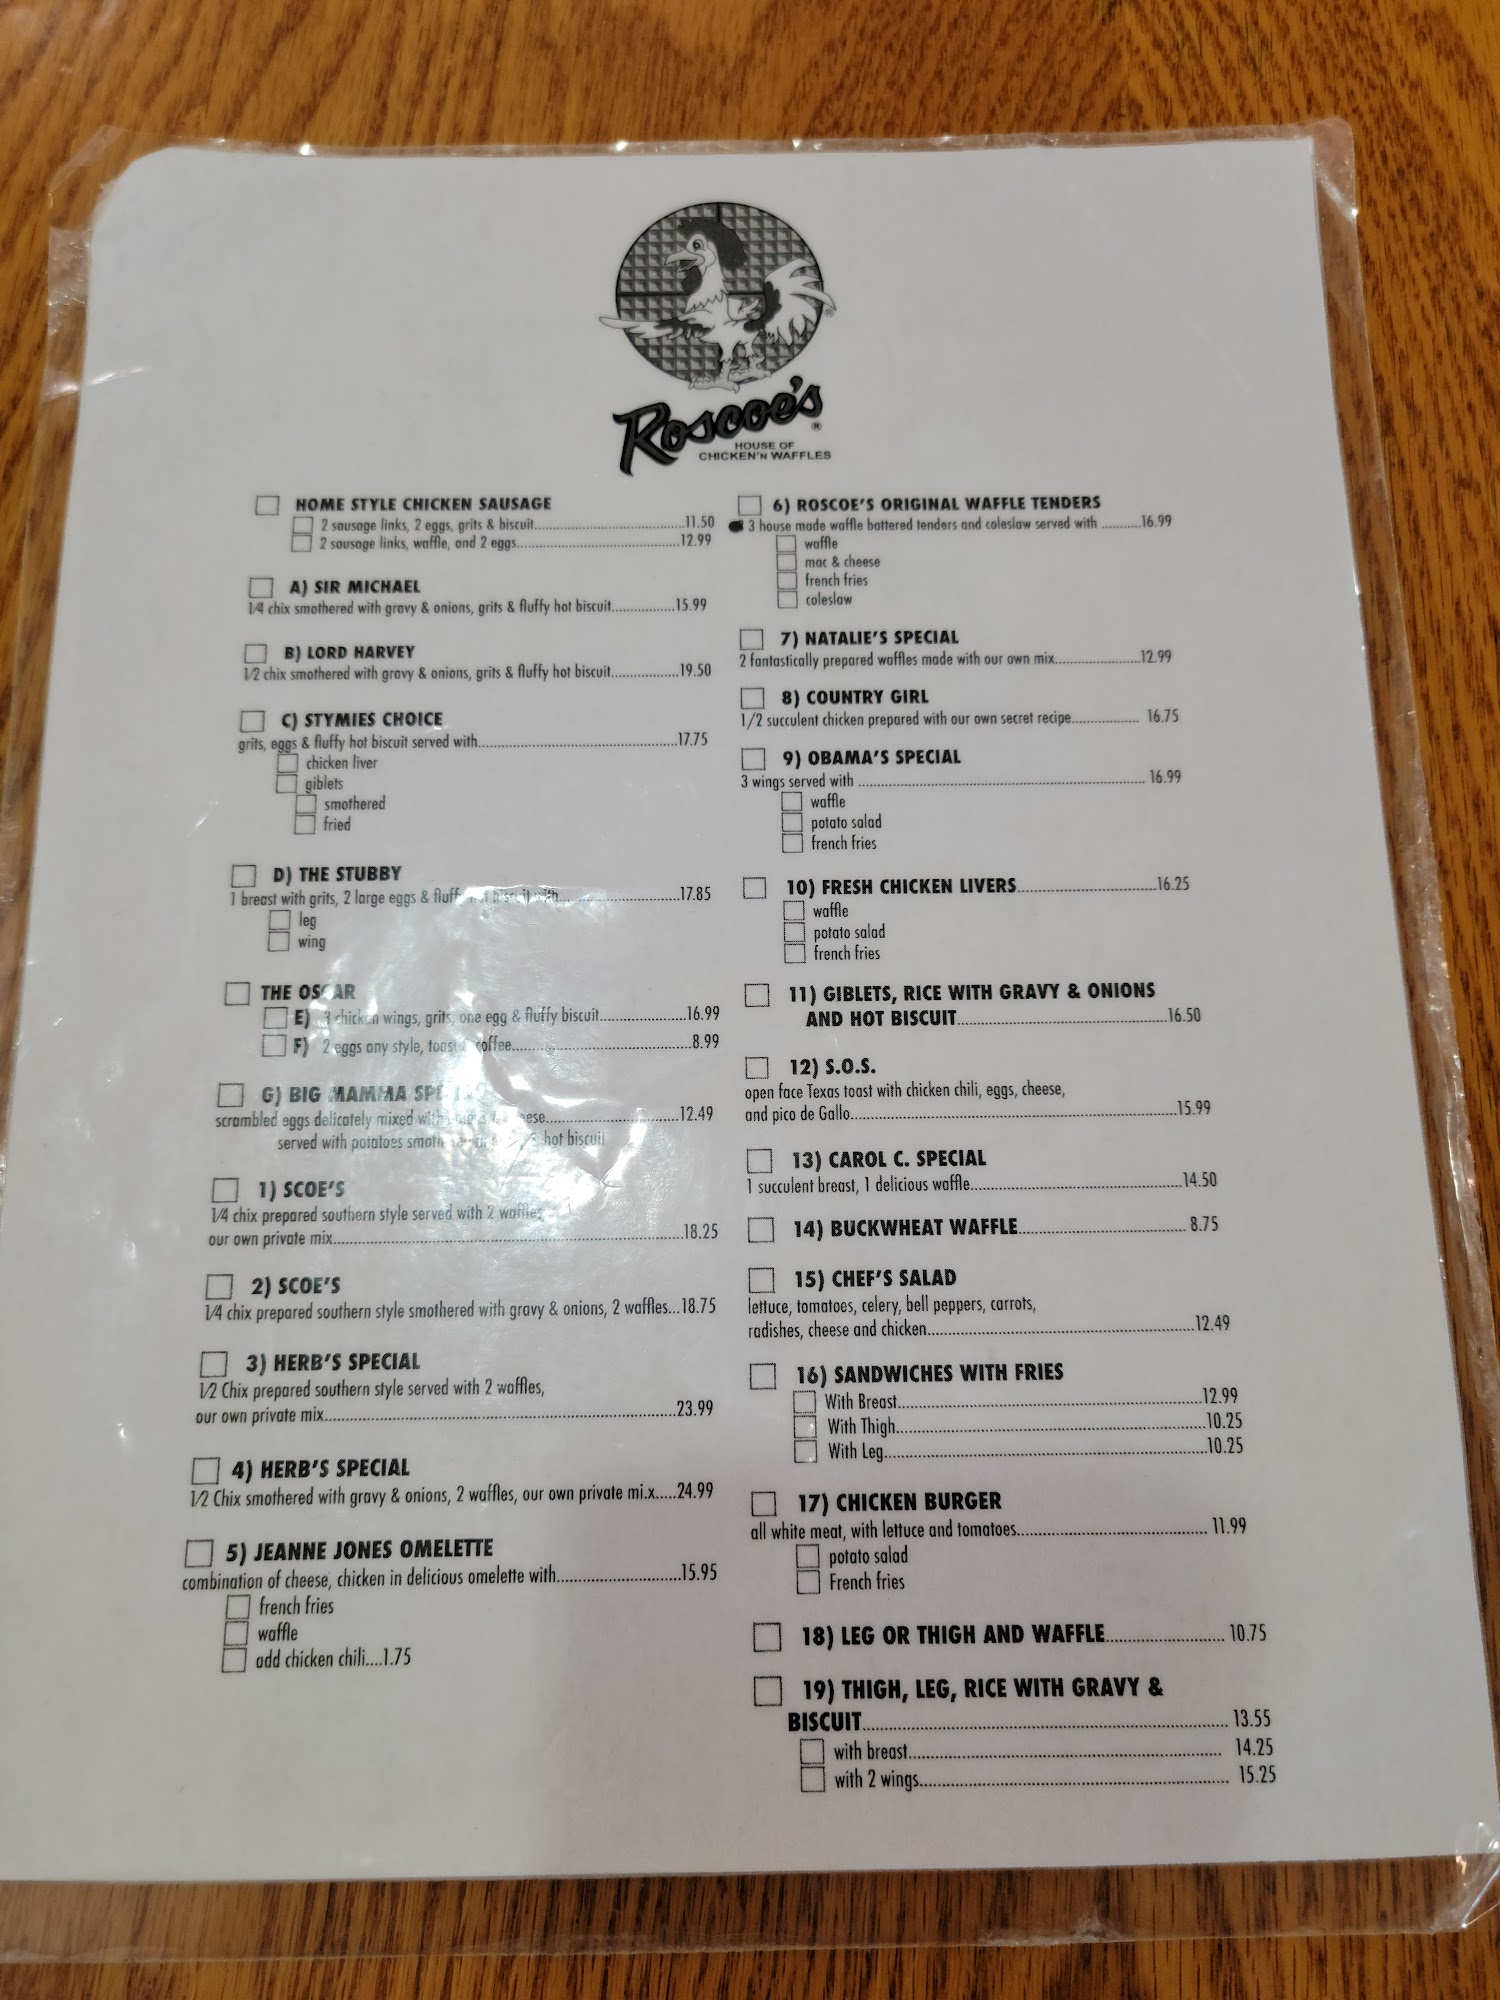 Roscoe's
HOUSE OF
CHICKEN'N WAFFLES
HOME STYLE CHICKEN SAUSAGE
2 sausage links, 2 eggs, grits & biscuit....11.50
2 sausage links, waffle, and 2 eggs....12.99
A) SIR MICHAEL
1/4 chix smothered with gravy & onions, grits & fluffy hot biscuit....15.99
B) LORD HARVEY
1/2 chix smothered with gravy & onions, grits & fluffy hot biscuit....19.50
C) STYMIES CHOICE
grits, eggs & fluffy hot biscuit served with....17.75
chicken liver
giblets
smothered
fried
D) THE STUBBY
1 breast with grits, 2 large eggs & fluffy hot biscuit with....17.85
leg
wing
THE OSCAR
E) 3 chicken wings, grits, one egg & fluffy biscuit....16.99
F) 2 eggs any style, toast & coffee....8.99
G) BIG MAMMA
scrambled eggs delicately mixed with....12.49
served with potatoes hot biscuit
1) SCOE'S
1/4 chix prepared southern style served with 2 waffles,
our own private mix....18.25
2) SCOE'S
1/4 chix prepared southern style smothered with gravy & onions, 2 waffles...18.75
3) HERB'S SPECIAL
1/2 Chix prepared southern style served with 2 waffles,
our own private mix....23.99
4) HERB'S SPECIAL
1/2 Chix smothered with gravy & onions, 2 waffles, our own private mi.x.....24.99
5) JEANNE JONES OMELETTE
combination of cheese, chicken in delicious omelette with....15.95
french fries
waffle
add chicken chili....1.75
6) ROSCOE'S ORIGINAL WAFFLE TENDERS
3 house made waffle battered tenders and coleslaw served with ....16.99
waffle
mac & cheese
french fries
coleslaw
7) NATALIE'S SPECIAL
2 fantastically prepared waffles made with our own mix....12.99
8) COUNTRY GIRL
1/2 succulent chicken prepared with our own secret recipe.... 16.75
9) OBAMA'S SPECIAL
3 wings served with .... 16.99
waffle
potato salad
french fries
10) FRESH CHICKEN LIVERS....16.25
waffle
potato salad
french fries
11) GIBLETS, RICE WITH GRAVY & ONIONS
AND HOT BISCUIT....16.50
12) S.O.S.
open face Texas toast with chicken chili, eggs, cheese,
and pico de Gallo....15.99
13) CAROL C. SPECIAL
1 succulent breast, 1 delicious waffle....14.50
14) BUCKWHEAT WAFFLE.... 8.75
15) CHEF'S SALAD
lettuce, tomatoes, celery, bell peppers, carrots,
radishes, cheese and chicken....12.49
16) SANDWICHES WITH FRIES
With Breast....12.99
With Thigh....10.25
With Leg....10.25
17) CHICKEN BURGER
all white meat, with lettuce and tomatoes.... 11.99
potato salad
French fries
18) LEG OR THIGH AND WAFFLE.... 10.75
19) THIGH, LEG, RICE WITH GRAVY &
BISCUIT.... 13.55
with breast.... 14.25
with 2 wings.... 15.25